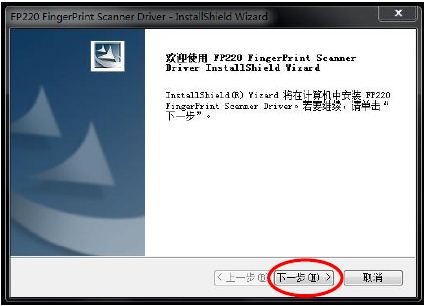 FP220 FingerPrint Scanner Driver - InstallShield Wizard
欢迎使用 FP220 FingerPrint Scanner
Driver InstallShield Wizard
InstallShield(R) Wizard 将在计算机中安装 FP220
FingerPrint Scanner Driver。若要继续，请单击“
下一步”。
<上一步(B)
下一步(N) >
取消